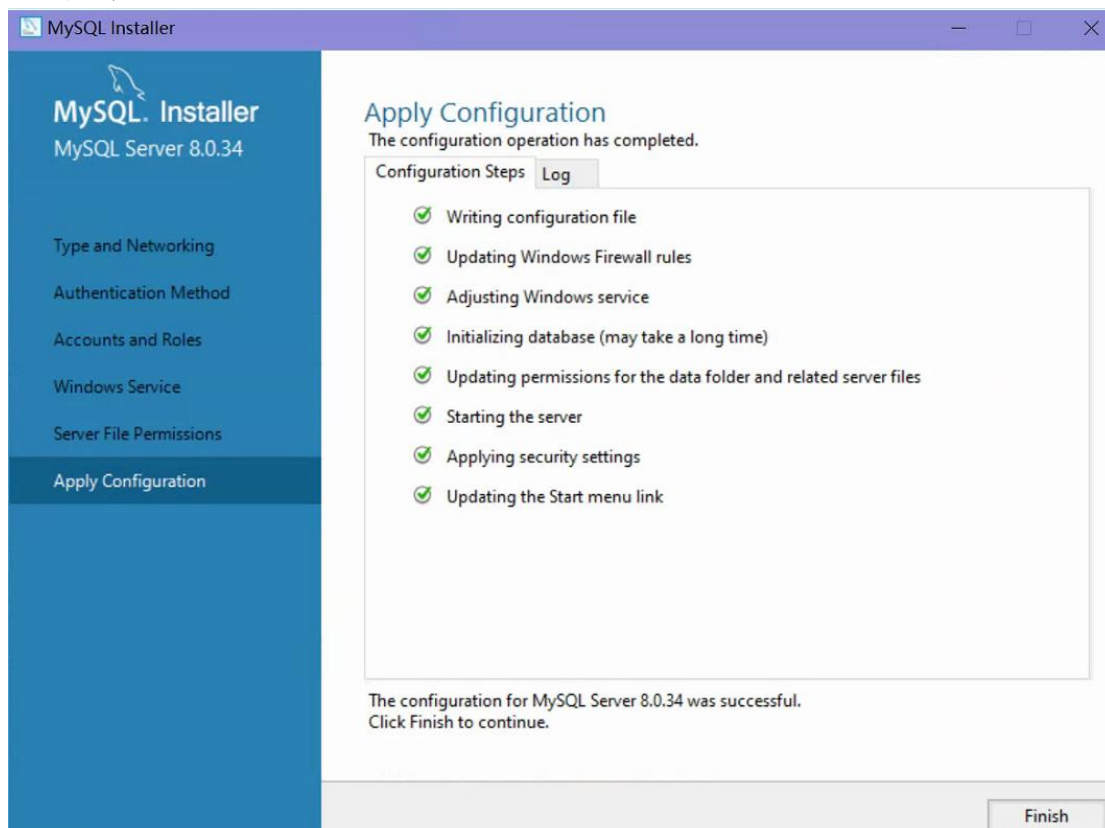 MySQL Installer
MySQL. Installer
MySQL Server 8.0.34
Type and Networking
Authentication Method
Accounts and Roles
Windows Service
Server File Permissions
Apply Configuration
Apply Configuration
The configuration operation has completed.
Configuration Steps Log
Writing configuration file
Updating Windows Firewall rules
Adjusting Windows service
Initializing database (may take a long time)
Updating permissions for the data folder and related server files
Starting the server
Applying security settings
Updating the Start menu link
The configuration for MySQL Server 8.0.34 was successful.
Click Finish to continue.
Finish